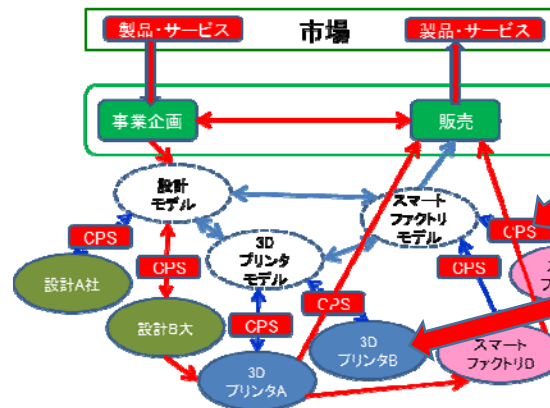 製品・サービス
市場
製品・サービス
事業企画
販売
設計
モデル
スマート
ファクトリ
モデル
3D
プリンタ
モデル
CPS
CPS
CPS
CPS
CPS
CPS
設計A社
設計B大
3D
プリンタA
3D
プリンタB
スマート
ファクトリD